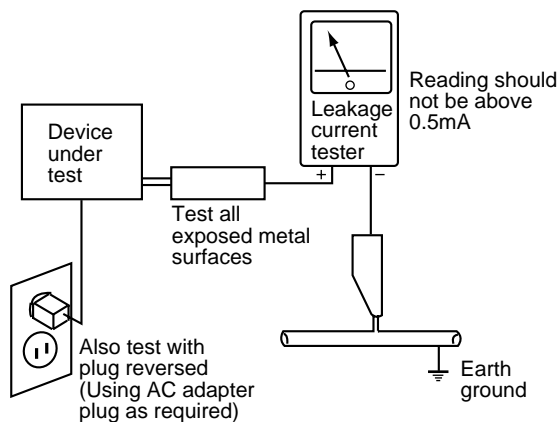 Reading should
not be above
0.5mA
Leakage
current
tester
+ −
Device
under
test
Test all
exposed metal
surfaces
Also test with
plug reversed
(Using AC adapter
plug as required)
Earth
ground